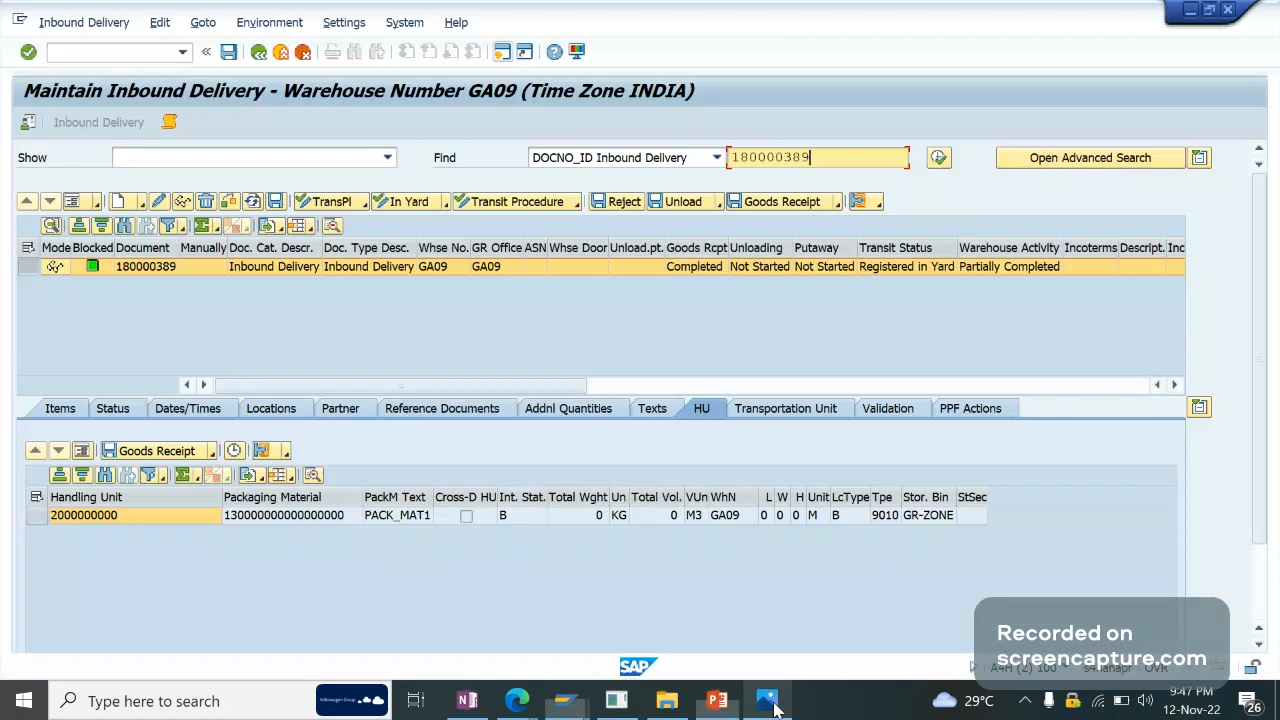 Inbound Delivery Edit Goto Environment Settings System Help
Maintain Inbound Delivery - Warehouse Number GA09 (Time Zone INDIA)
Inbound Delivery
Show Find DOCNO_ID Inbound Delivery 180000389 Open Advanced Search
TransPl In Yard Transit Procedure Reject Unload Goods Receipt
Mode Blocked Document Manually Doc. Cat. Descr. Doc. Type Desc. Whse No. GR Office ASN Whse Door Unload.pt. Goods Rcpt Unloading Putaway Transit Status Warehouse Activity Incoterms Descript. Inc
180000389 Inbound Delivery Inbound Delivery GA09 GA09 Completed Not Started Not Started Registered in Yard Partially Completed
Items Status Dates/Times Locations Partner Reference Documents Addnl Quantities Texts HU Transportation Unit Validation PPF Actions
Goods Receipt
Handling Unit Packaging Material PackM Text Cross-D HU Int. Stat. Total Wght Un Total Vol. VUn WhN L W H Unit LcType Tpe Stor. Bin StSec
2000000000 130000000000000000 PACK_MAT1 B 0 KG 0 M3 GA09 0 0 0 M B 9010 GR-ZONE
Recorded on
screencapture.com
SAP
Type here to search
29°C
9:47 PM
12-Nov-22
26